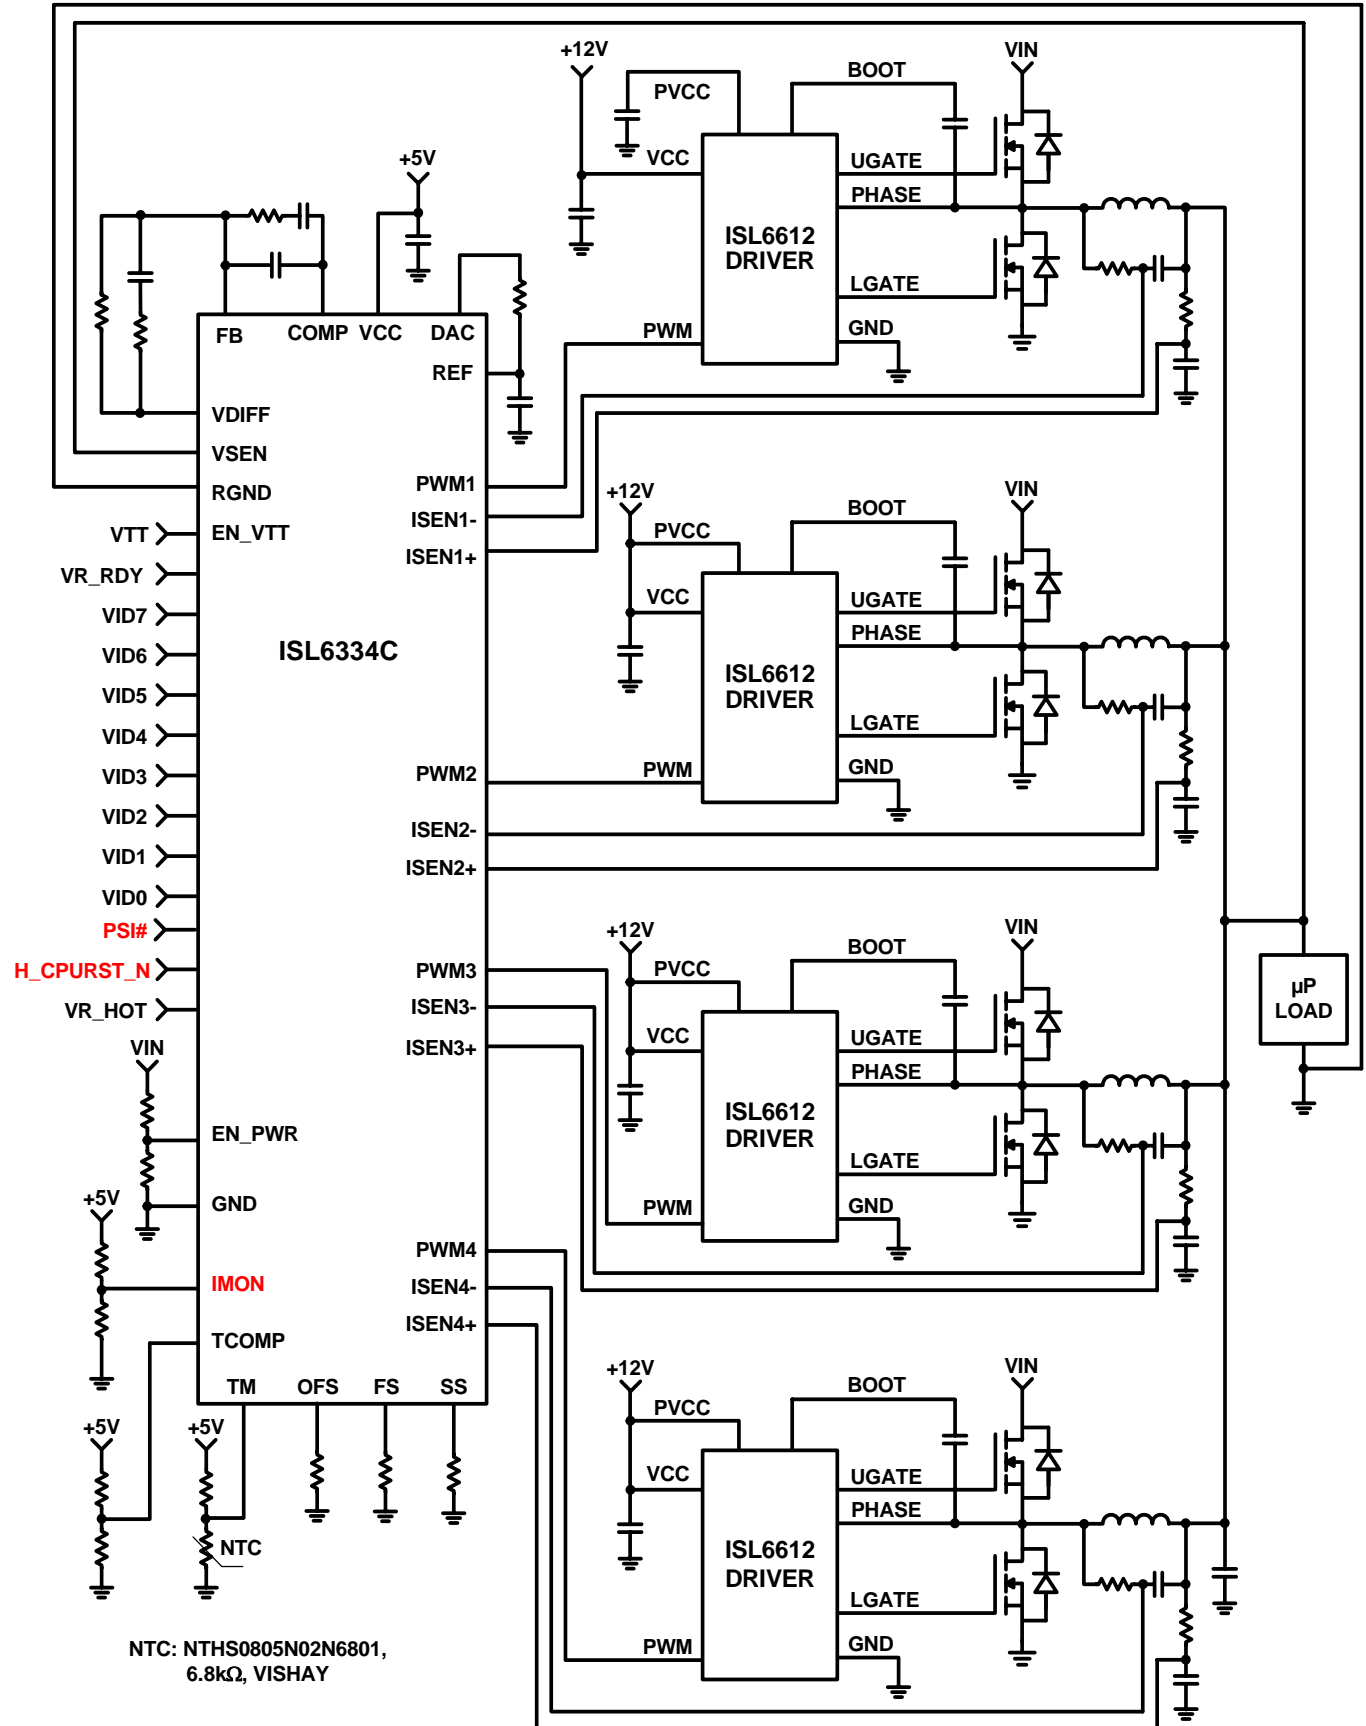 +12V
PVCC
VCC
BOOT
VIN
UGATE
PHASE
ISL6612
DRIVER
LGATE
PWM
GND
+5V
FB
COMP
VCC
DAC
REF
VDIFF
VSEN
RGND
EN_VTT
VTT
VR_RDY
VID7
VID6
VID5
VID4
VID3
VID2
VID1
VID0
PSI#
H_CPURST_N
VR_HOT
VIN
EN_PWR
GND
+5V
IMON
TCOMP
TM
OFS
FS
SS
ISL6334C
PWM1
ISEN1-
ISEN1+
PWM2
ISEN2-
ISEN2+
PWM3
ISEN3-
ISEN3+
PWM4
ISEN4-
ISEN4+
+12V
PVCC
VCC
BOOT
VIN
UGATE
PHASE
ISL6612
DRIVER
LGATE
PWM
GND
+12V
PVCC
VCC
BOOT
VIN
UGATE
PHASE
ISL6612
DRIVER
LGATE
PWM
GND
µP
LOAD
+12V
PVCC
VCC
BOOT
VIN
UGATE
PHASE
ISL6612
DRIVER
LGATE
PWM
GND
+5V
+5V
NTC
NTC: NTHS0805N02N6801,
6.8kΩ, VISHAY